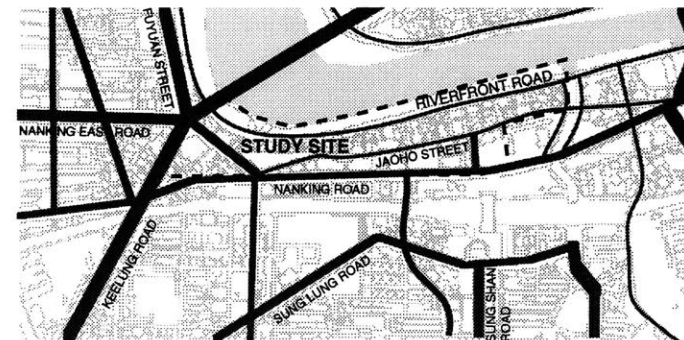 FUYUAN STREET
RIVERFRONT ROAD
NANKING EAST ROAD
STUDY SITE
JAOHO STREET
NANKING ROAD
KEELUNG ROAD
SUNG LUNG ROAD
SUNG SHAN
ROAD